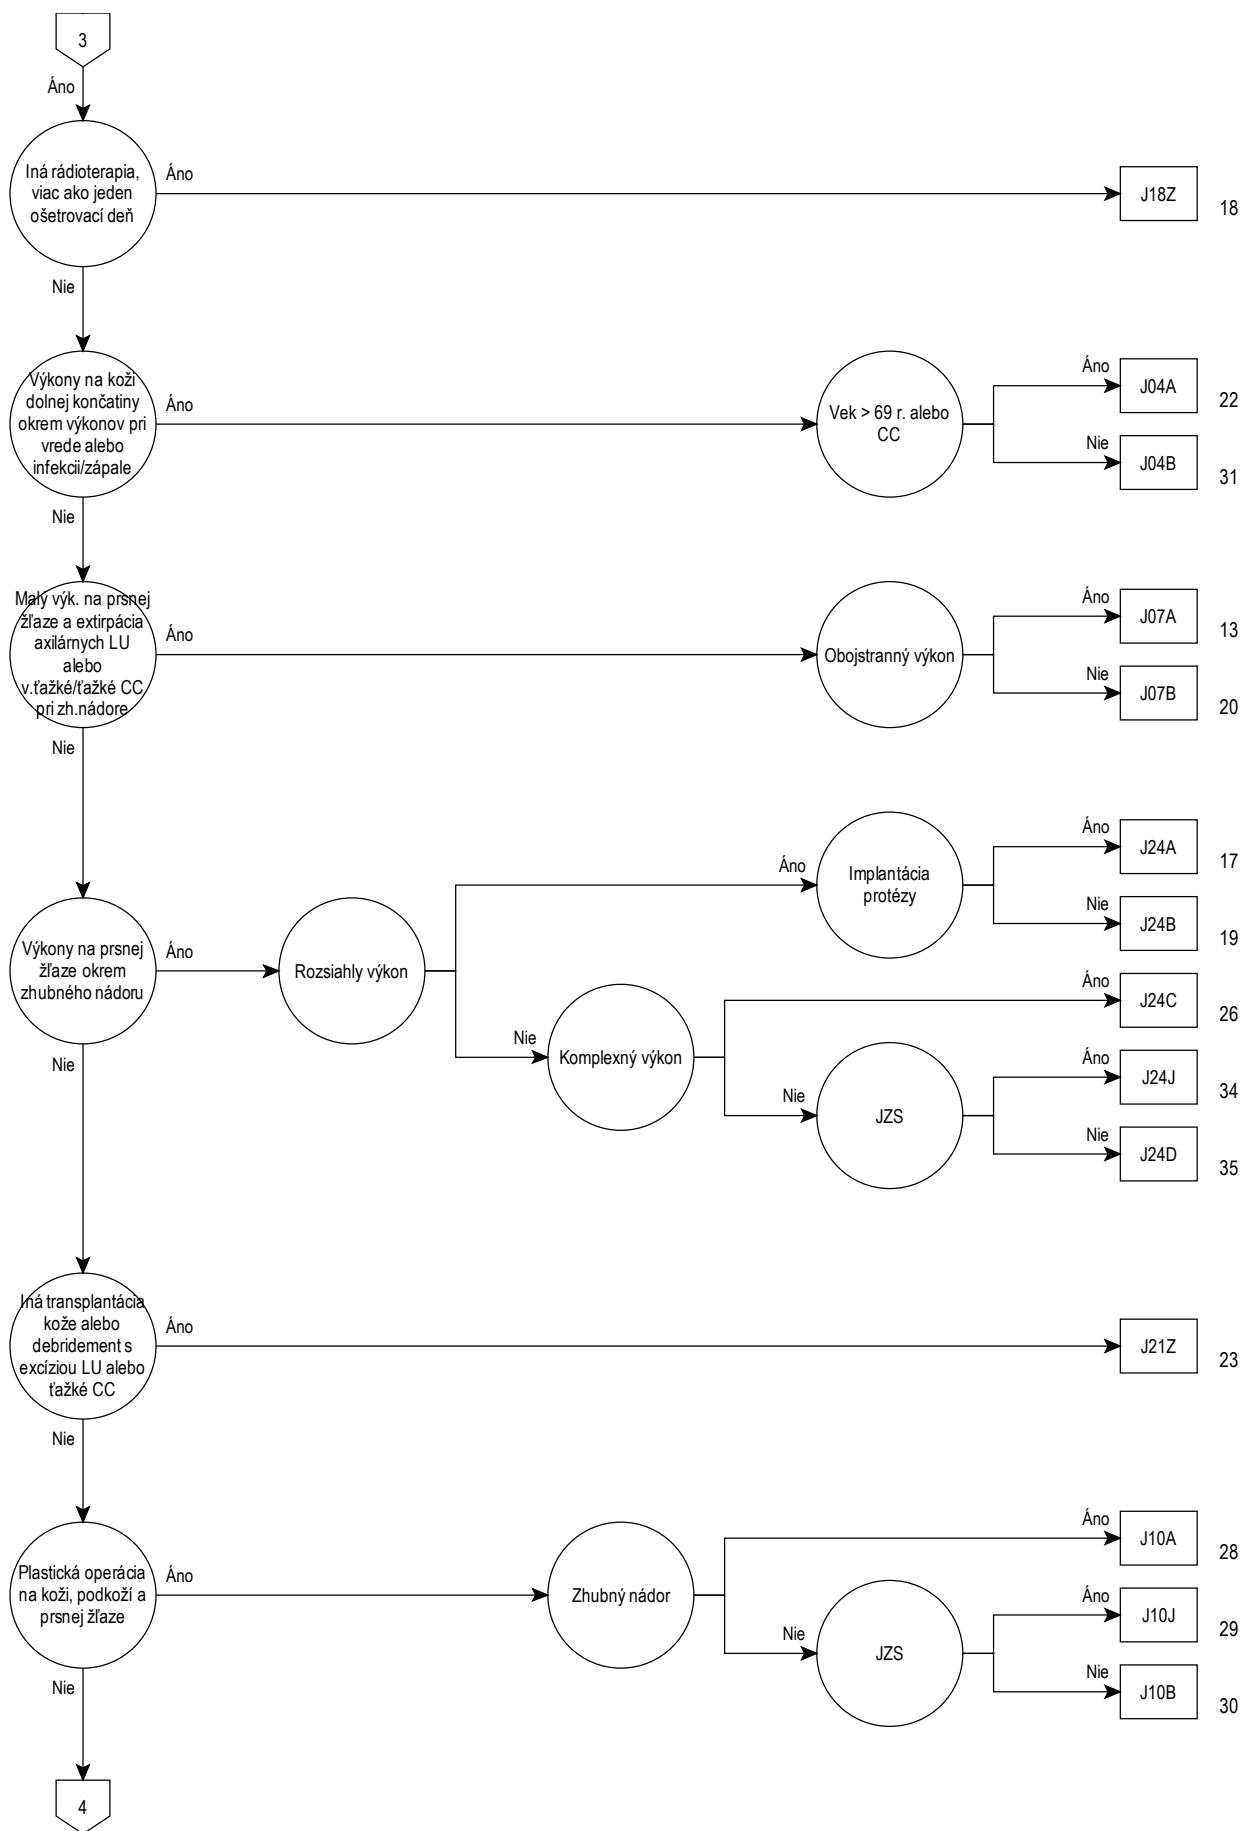 3
Áno
Iná rádioterapia,
viac ako jeden
ošetrovací deň
Áno
J18Z
18
Nie
Výkony na koži
dolnej končatiny
okrem výkonov pri
vrede alebo
infekcii/zápale
Áno
Vek > 69 r. alebo
CC
Áno
J04A
22
Nie
J04B
31
Nie
Malý výk. na prsnej
žľaze a extirpácia
axilárnych LU
alebo
v.ťažké/ťažké CC
pri zh.nádore
Áno
Obojstranný výkon
Áno
J07A
13
Nie
J07B
20
Nie
Výkony na prsnej
žľaze okrem
zhubného nádoru
Áno
Rozsiahly výkon
Áno
Implantácia
protézy
Áno
J24A
17
Nie
J24B
19
Nie
Komplexný výkon
Áno
J24C
26
Nie
JZS
Áno
J24J
34
Nie
J24D
35
Nie
Iná transplantácia
kože alebo
debridement s
excíziou LU alebo
ťažké CC
Áno
J21Z
23
Nie
Plastická operácia
na koži, podkoží a
prsnej žľaze
Áno
Zhubný nádor
Áno
J10A
28
Nie
JZS
Áno
J10J
29
Nie
J10B
30
Nie
4